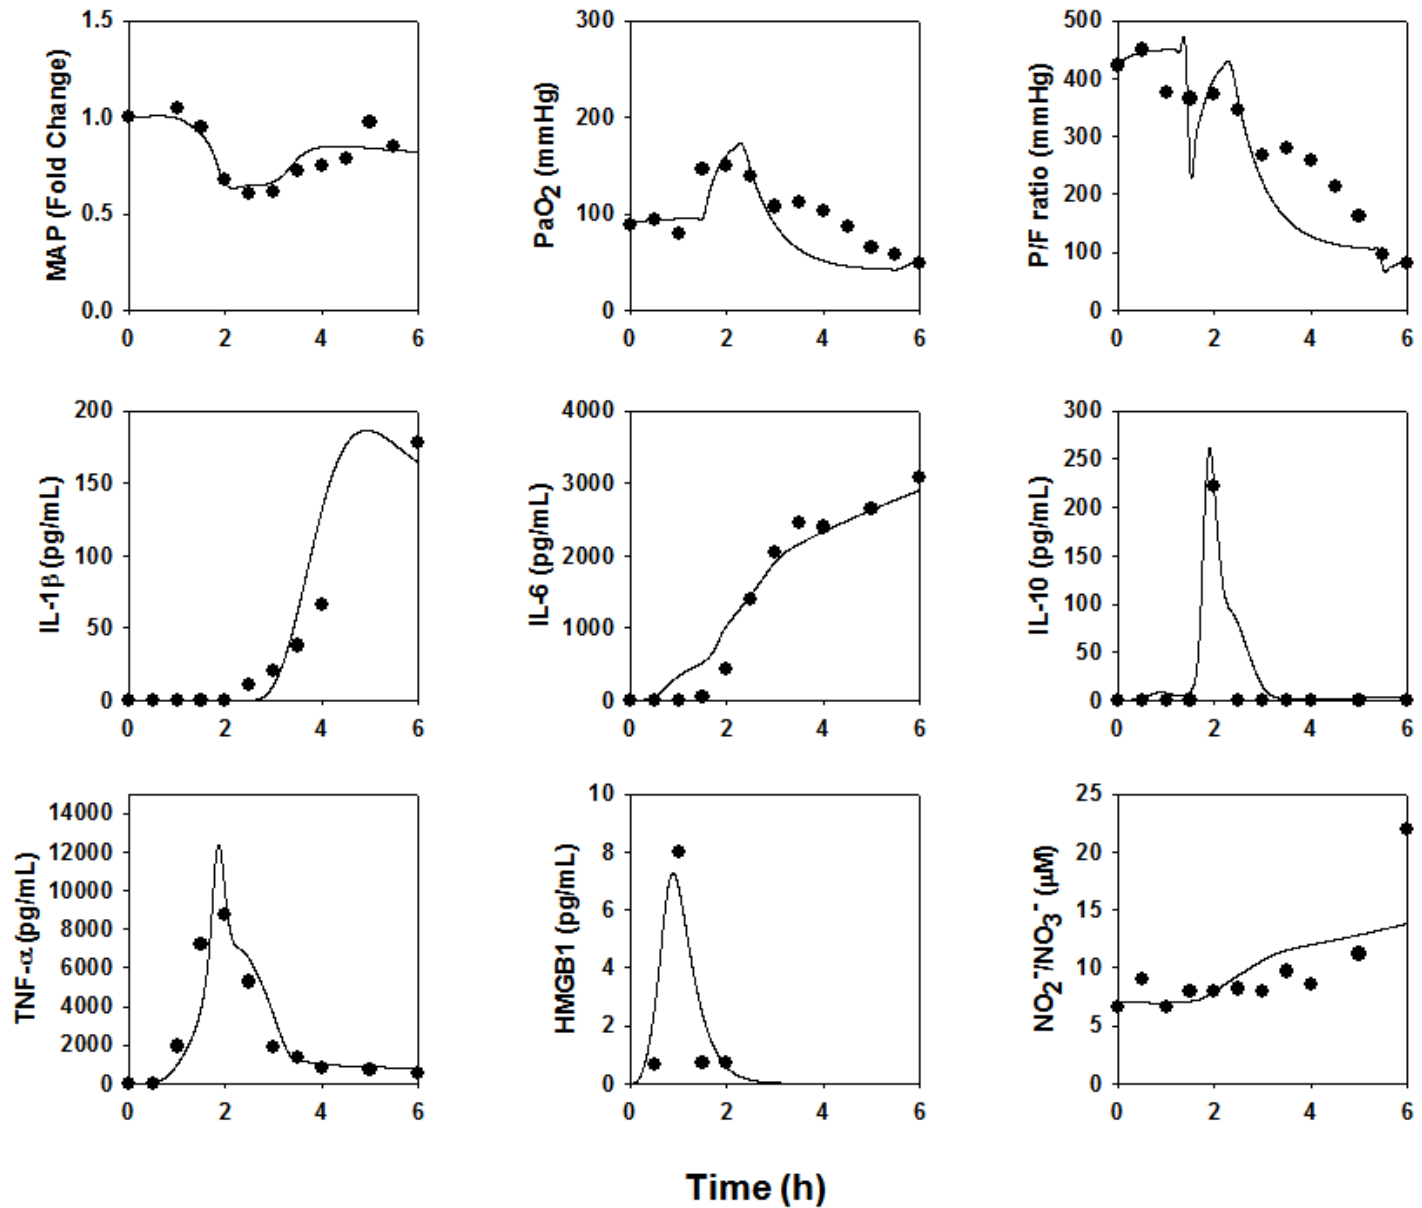 MAP (Fold Change)
1.5
1.0
0.5
0.0
0 2 4 6
PaO2 (mmHg)
300
200
100
0
0 2 4 6
P/F ratio (mmHg)
500
400
300
200
100
0
0 2 4 6
IL-1β (pg/mL)
200
150
100
50
0
0 2 4 6
IL-6 (pg/mL)
4000
3000
2000
1000
0
0 2 4 6
IL-10 (pg/mL)
300
250
200
150
100
50
0
0 2 4 6
TNF-α (pg/mL)
14000
12000
10000
8000
6000
4000
2000
0
0 2 4 6
HMGB1 (pg/mL)
10
8
6
4
2
0
0 2 4 6
NO2⁻/NO3⁻ (μM)
25
20
15
10
5
0
0 2 4 6
Time (h)